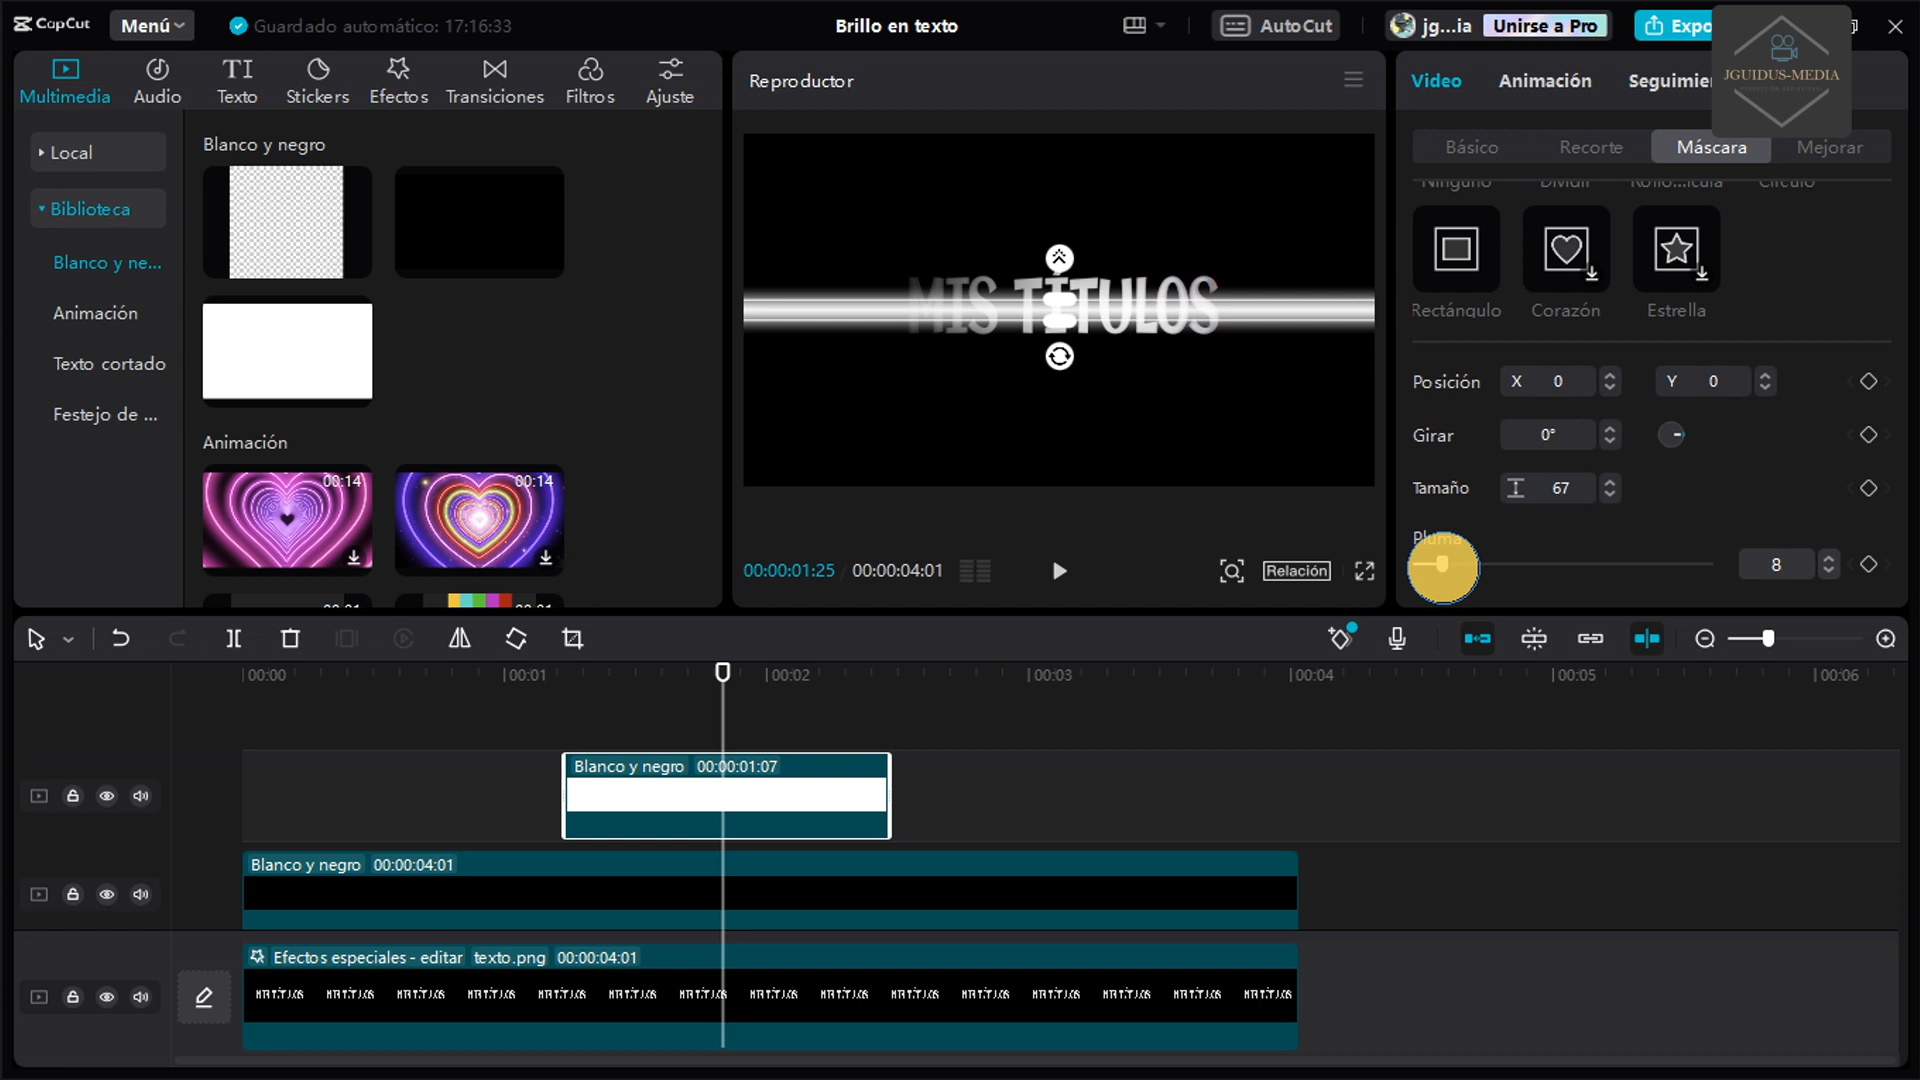 CapCut
Menú
Guardado automático: 17:16:33
Brillo en texto
AutoCut
jg...ia
Unirse a Pro
Expo
JGUIDUS-MEDIA
Multimedia
Audio
Texto
Stickers
Efectos
Transiciones
Filtros
Ajuste
Local
Biblioteca
Blanco y ne...
Animación
Texto cortado
Festejo de ...
Blanco y negro
Animación
00:14
00:14
Reproductor
MIS TÍTULOS
00:00:01:25
00:00:04:01
Relación
Video
Animación
Seguimie
Básico
Recorte
Máscara
Mejorar
Ninguno
Dividir
Círculo
Rectángulo
Corazón
Estrella
Posición
X 0
Y 0
Girar
0°
Tamaño
67
Pluma
8
00:00
00:01
00:02
00:03
00:04
00:05
00:06
Blanco y negro 00:00:01:07
Blanco y negro 00:00:04:01
Efectos especiales - editar texto.png 00:00:04:01